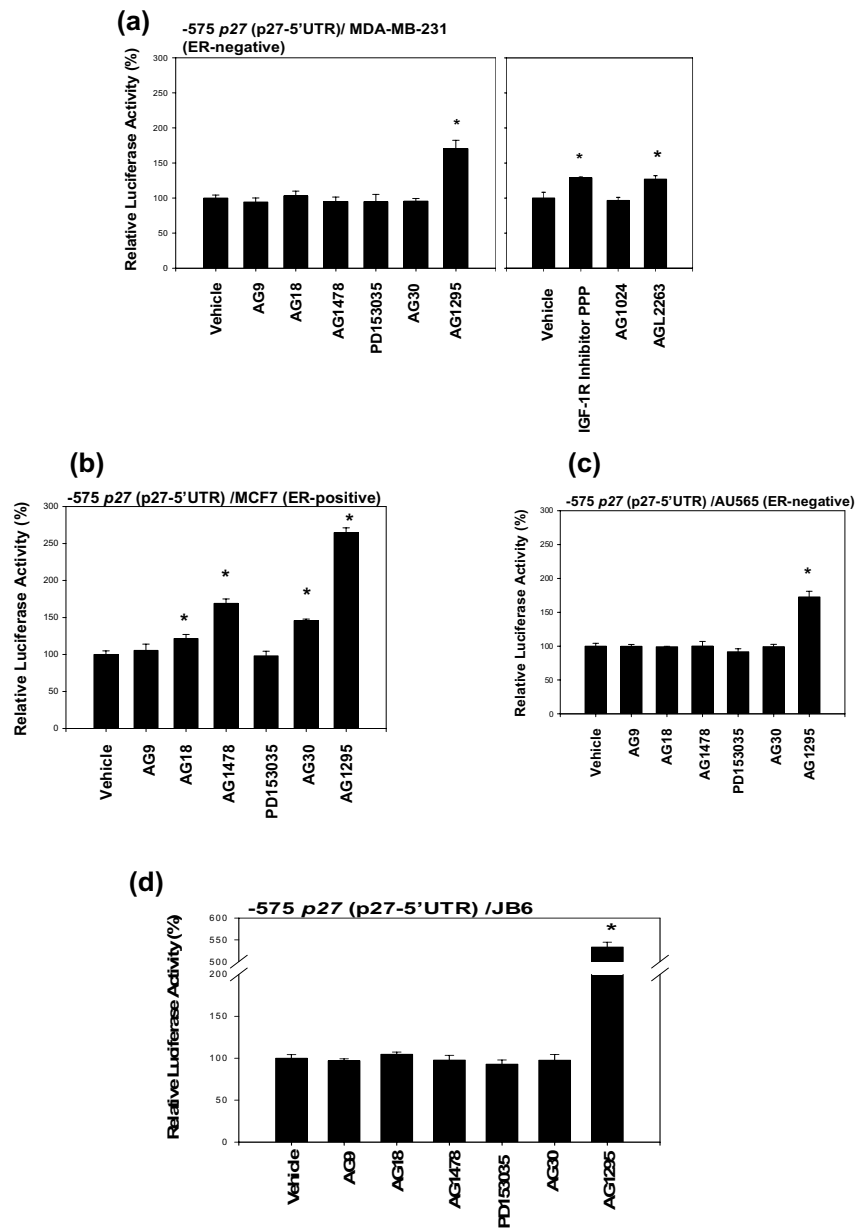 (a)
-575 p27 (p27-5'UTR)/ MDA-MB-231
(ER-negative)
Relative Luciferase Activity (%)
300
250
200
150
100
50
0
*
*
*
Vehicle
AG9
AG18
AG1478
PD153035
AG30
AG1295
Vehicle
IGF-1R Inhibitor PPP
AG1024
AGL2263
(b)
-575 p27 (p27-5'UTR) /MCF7 (ER-positive)
Relative Luciferase Activity (%)
300
250
200
150
100
50
0
*
*
*
*
Vehicle
AG9
AG18
AG1478
PD153035
AG30
AG1295
(c)
-575 p27 (p27-5'UTR) /AU565 (ER-negative)
Relative Luciferase Activity (%)
300
250
200
150
100
50
0
*
Vehicle
AG9
AG18
AG1478
PD153035
AG30
AG1295
(d)
-575 p27 (p27-5'UTR) /JB6
Relative Luciferase Activity (%)
600
550
500
200
150
100
50
0
*
Vehicle
AG9
AG18
AG1478
PD153035
AG30
AG1295